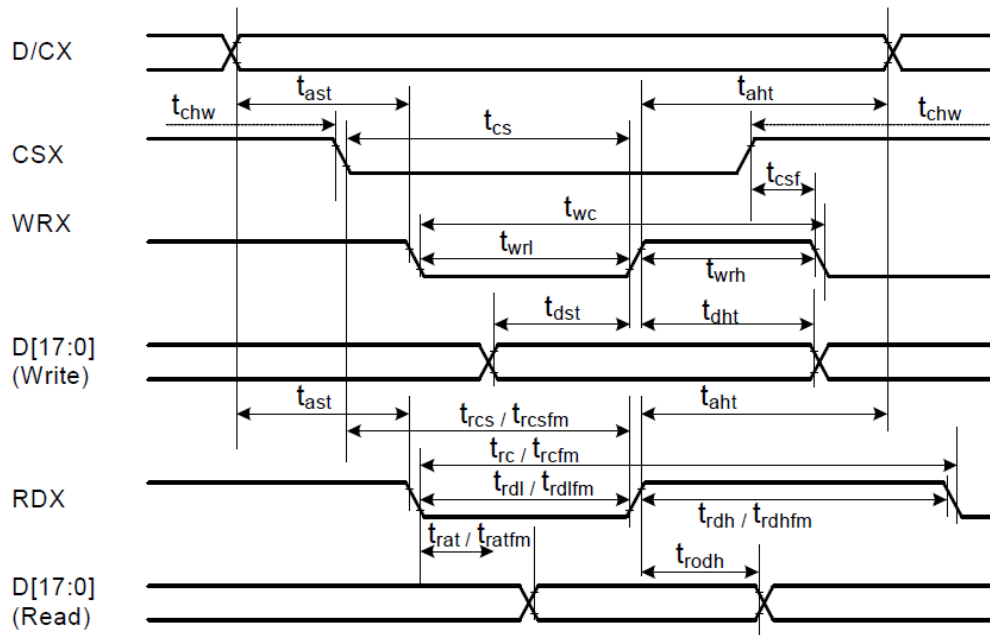 D/CX
t_ast
t_aht
t_chw
t_chw
t_cs
CSX
t_csf
WRX
t_wc
t_wrl
t_wrh
t_dst
t_dht
D[17:0]
(Write)
t_ast
t_aht
t_rcs / t_rcsfm
t_rc / t_rcfm
RDX
t_rdl / t_rdlfm
t_rdh / t_rdhfm
t_rat / t_ratfm
t_rodh
D[17:0]
(Read)